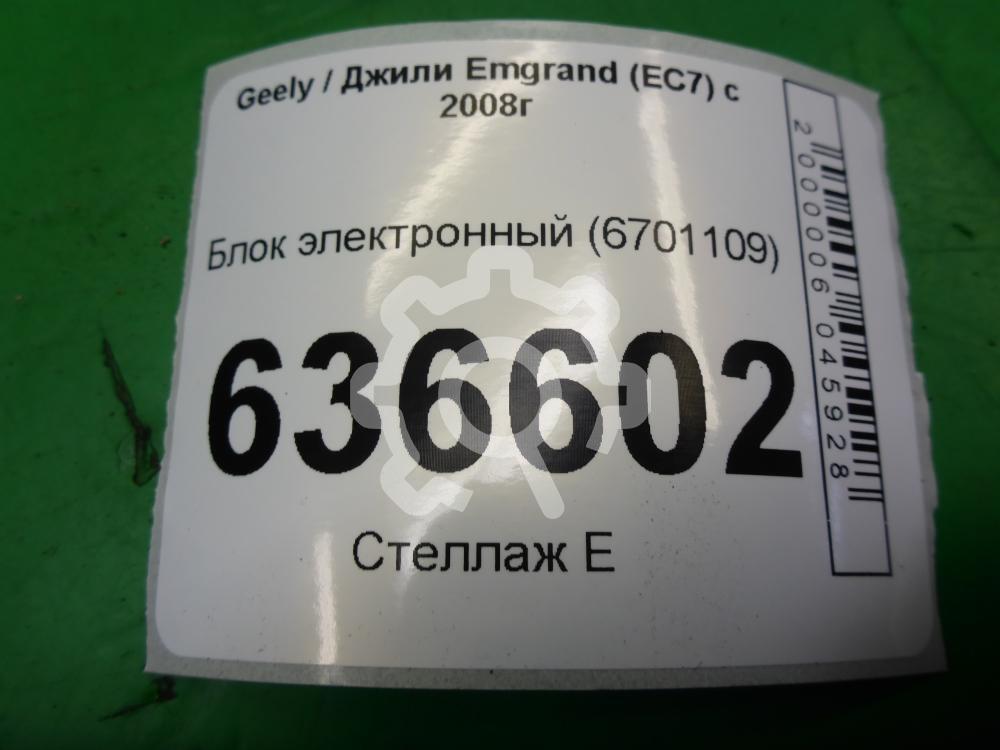 Geely / Джили Emgrand (EC7) с
2008г
Блок электронный (6701109)
636602
Стеллаж Е
2000006045928